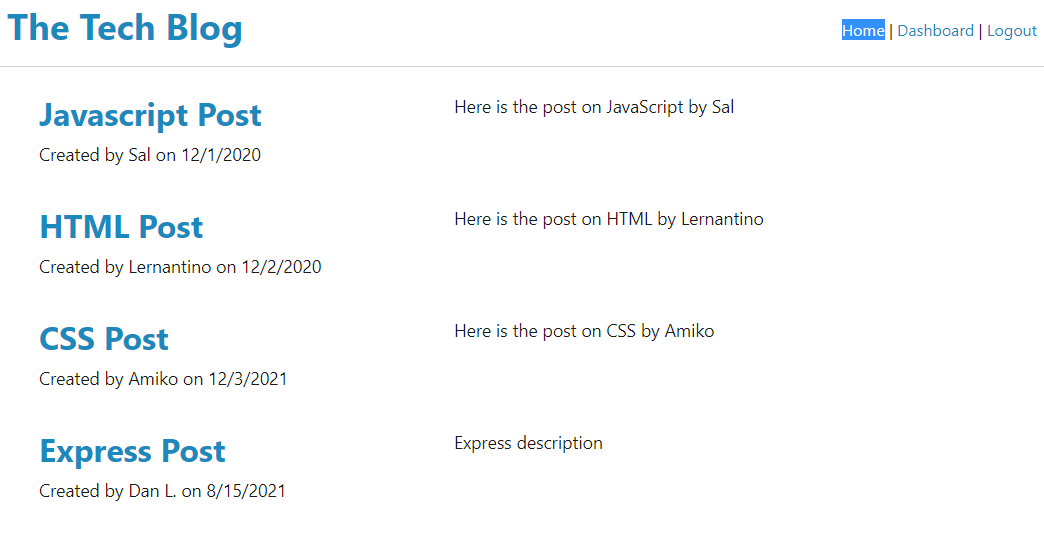 The Tech Blog
Home | Dashboard | Logout
Javascript Post
Here is the post on JavaScript by Sal
Created by Sal on 12/1/2020
HTML Post
Here is the post on HTML by Lernantino
Created by Lernantino on 12/2/2020
CSS Post
Here is the post on CSS by Amiko
Created by Amiko on 12/3/2021
Express Post
Express description
Created by Dan L. on 8/15/2021